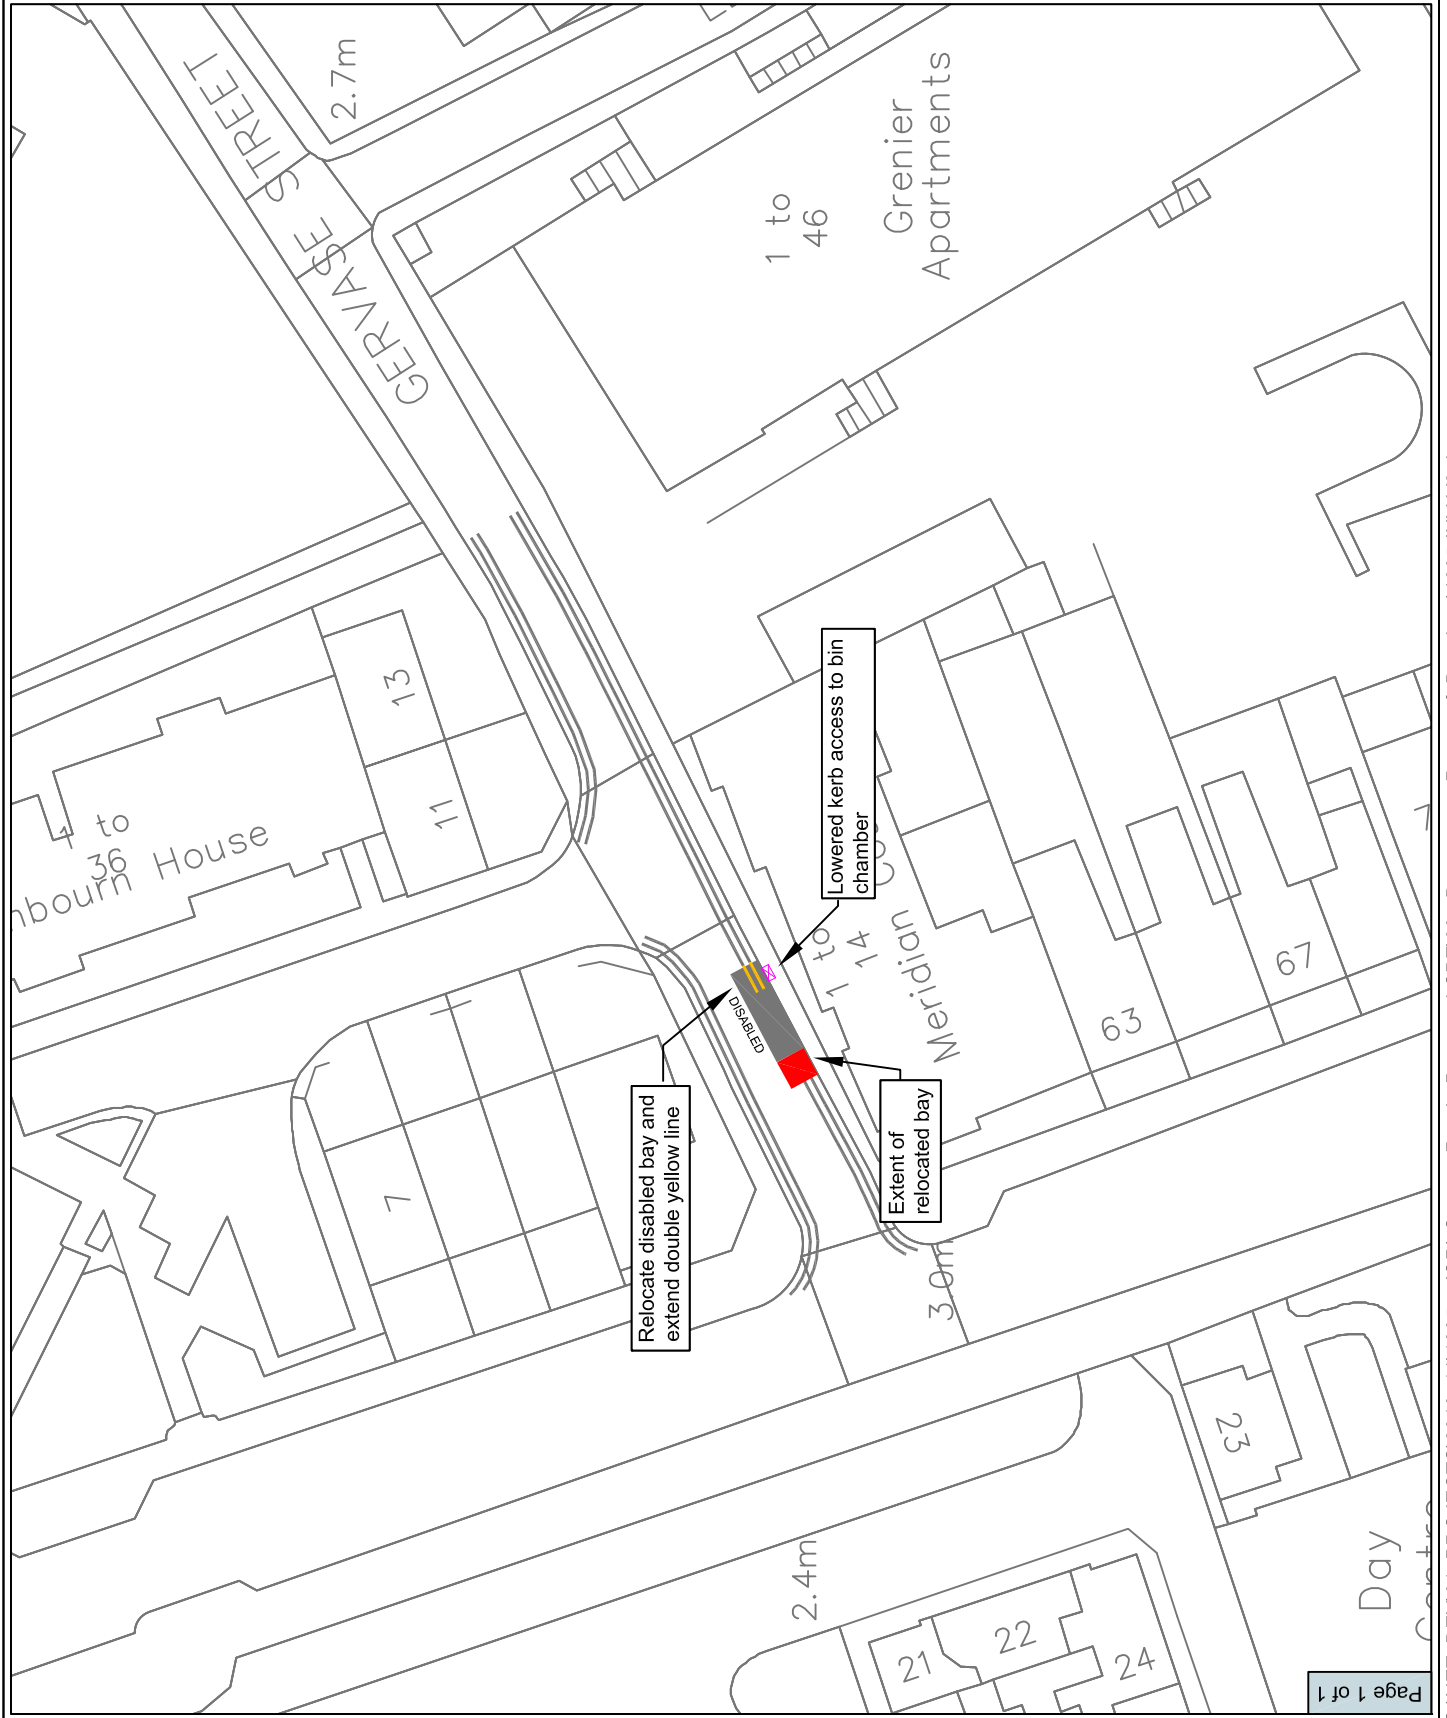 GERVASE STREET
2.7m
1 to
46
Grenier
Apartments
13
11
1 to
36
nbourn House
Lowered kerb access to bin
chamber
DISABLED
Relocate disabled bay and
extend double yellow line
Extent of
relocated bay
1 to
14
Meridian
63
67
7
7
3.0m
2.4m
23
21
22
24
Day
Page 1 of 1